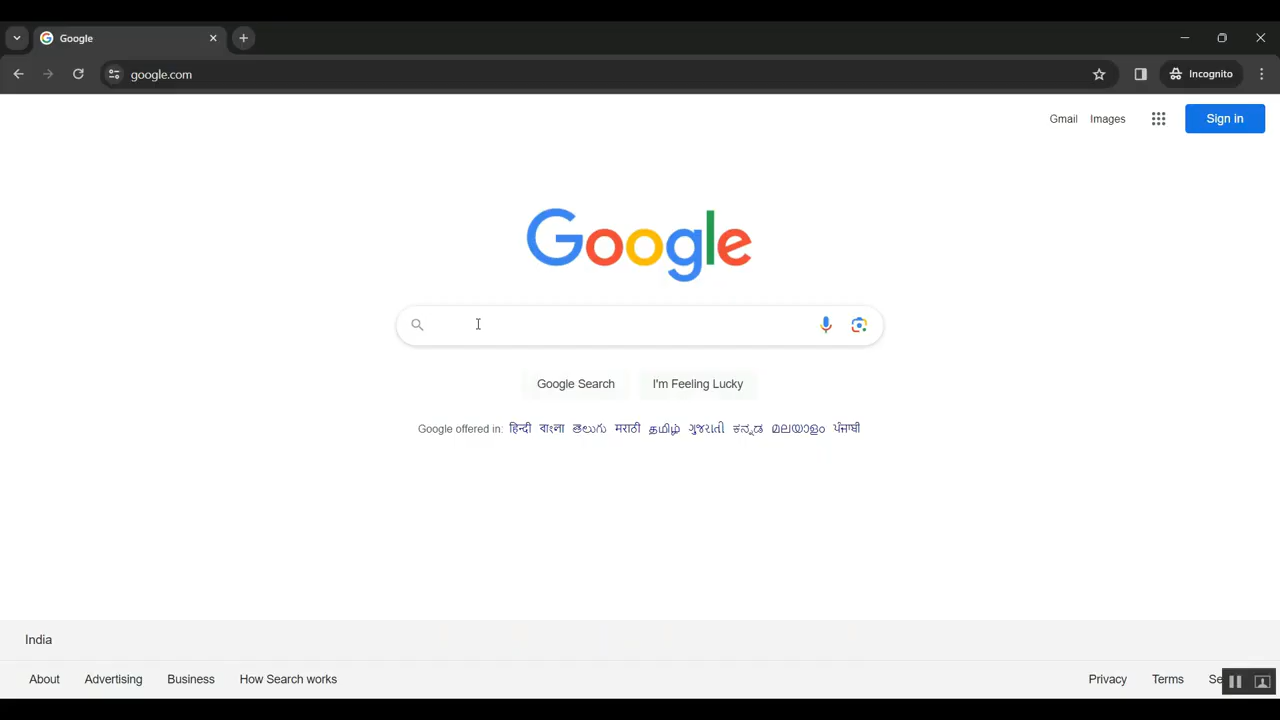 Google
google.com
Incognito
Gmail Images Sign in
Google
Google Search I'm Feeling Lucky
Google offered in: हिन्दी বাংলা తెలుగు मराठी தமிழ் ગુજરાતી ಕನ್ನಡ മലയാളം ਪੰਜਾਬੀ
India
About Advertising Business How Search works Privacy Terms Se